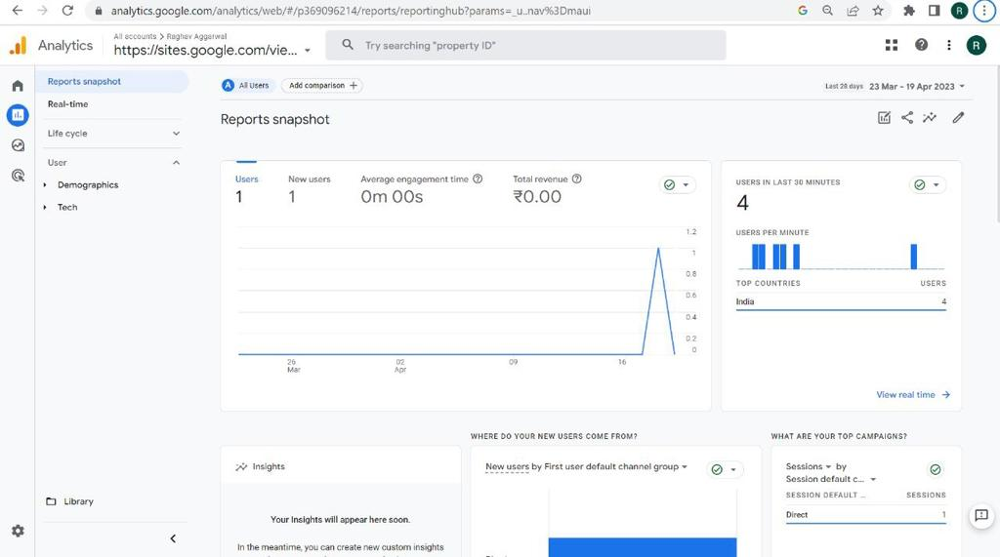 analytics.google.com/analytics/web/#/p369096214/reports/reportinghub?params=_u..nav%3Dmaui
R
Analytics
All accounts > Raghav Aggarwal
https://sites.google.com/vie...
Try searching "property ID"
R
Reports snapshot
Real-time
Life cycle
User
Demographics
Tech
Library
A All Users
Add comparison +
Last 28 days 23 Mar - 19 Apr 2023
Reports snapshot
Users
1
New users
1
Average engagement time
0m 00s
Total revenue
₹0.00
1.2
1
0.8
0.6
0.4
0.2
0
26
Mar
02
Apr
09
16
USERS IN LAST 30 MINUTES
4
USERS PER MINUTE
TOP COUNTRIES USERS
India 4
View real time
Insights
Your Insights will appear here soon.
In the meantime, you can create new custom insights
WHERE DO YOUR NEW USERS COME FROM?
New users by First user default channel group
WHAT ARE YOUR TOP CAMPAIGNS?
Sessions by
Session default c...
SESSION DEFAULT ... SESSIONS
Direct 1